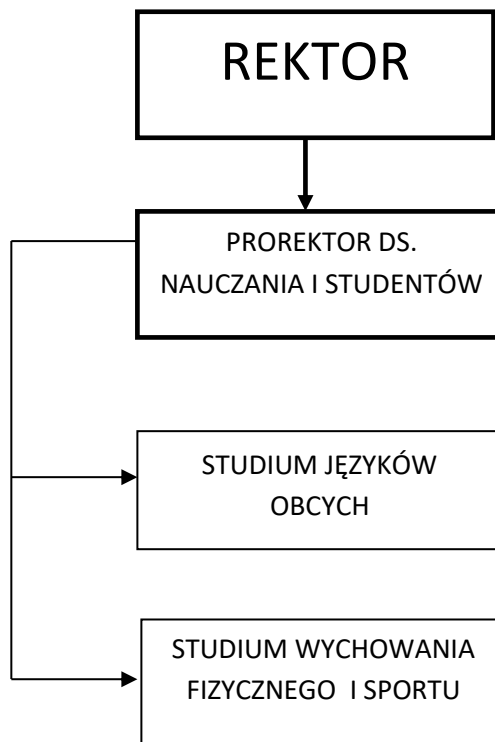 REKTOR
PROREKTOR DS.
NAUCZANIA I STUDENTÓW
STUDIUM JĘZYKÓW
OBCYCH
STUDIUM WYCHOWANIA
FIZYCZNEGO I SPORTU